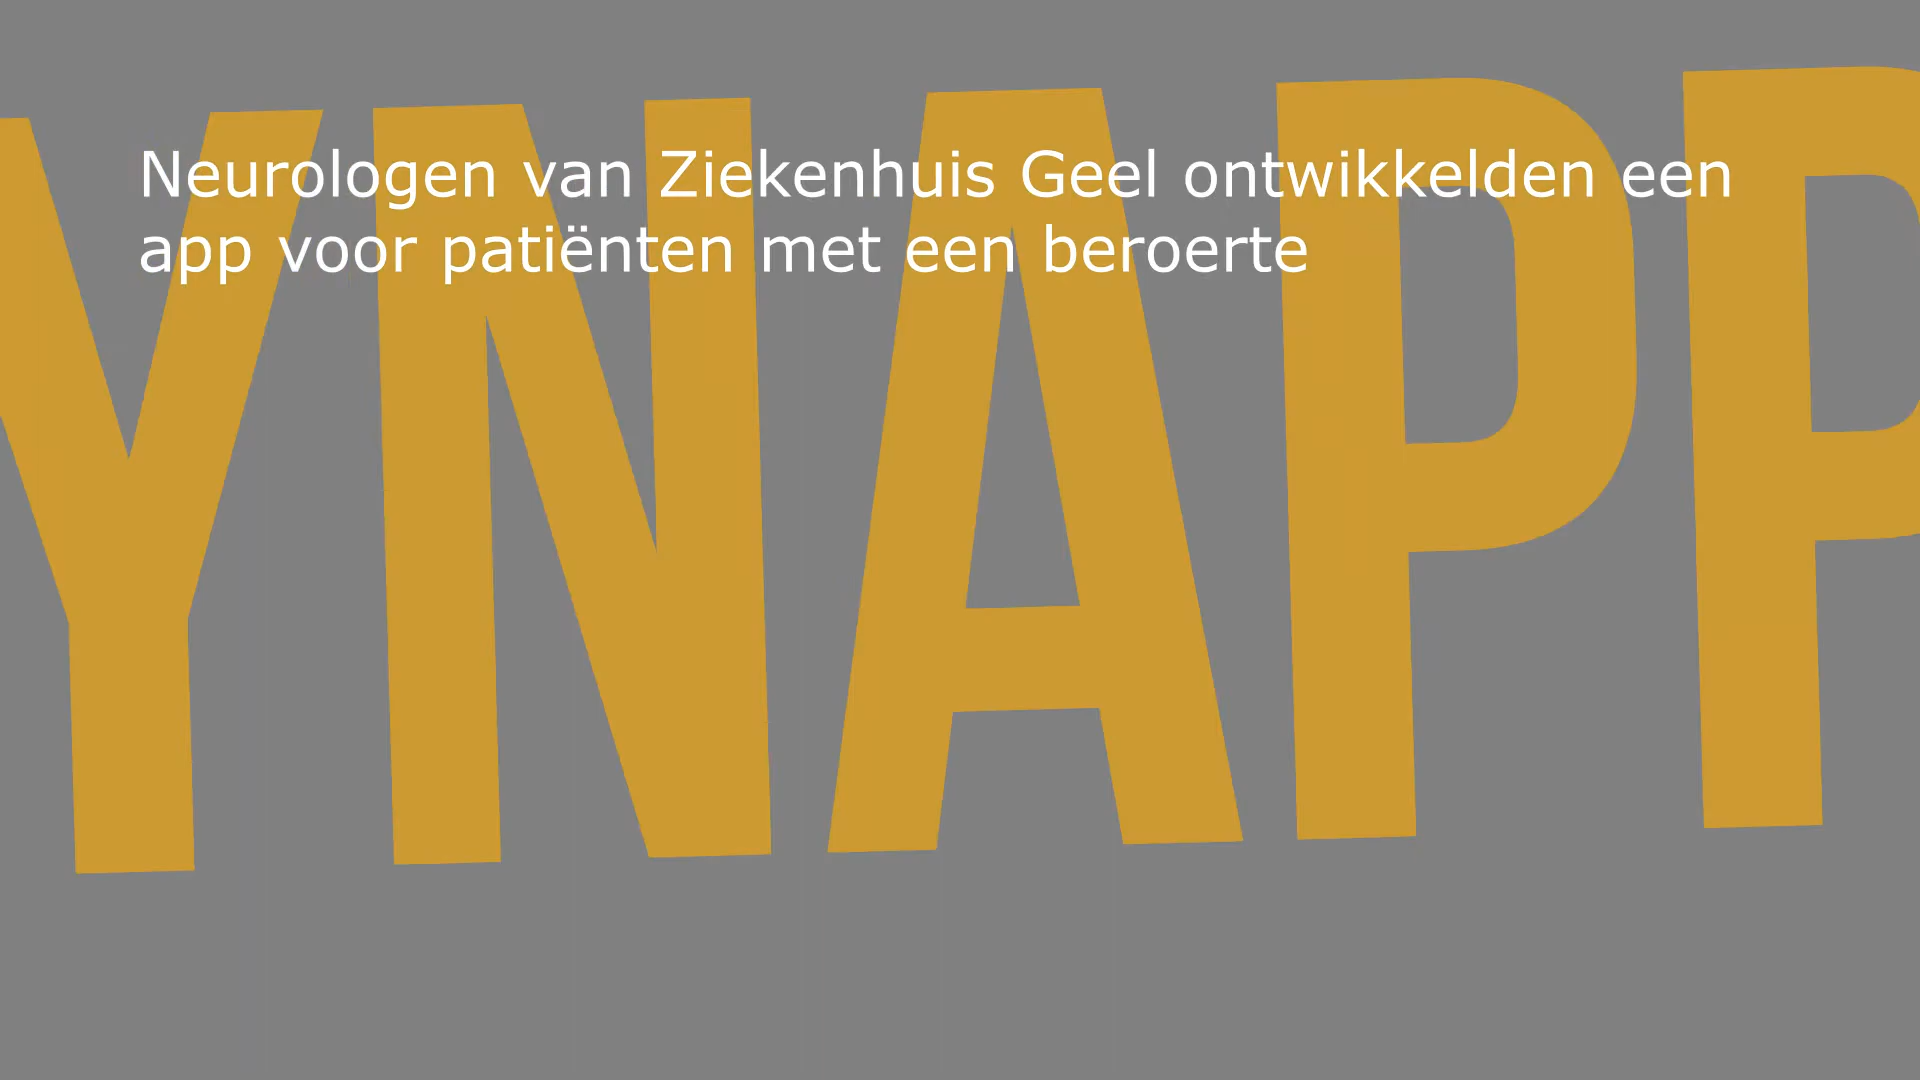 Neurologen van Ziekenhuis Geel ontwikkelden een
app voor patiënten met een beroerte
YNAPP